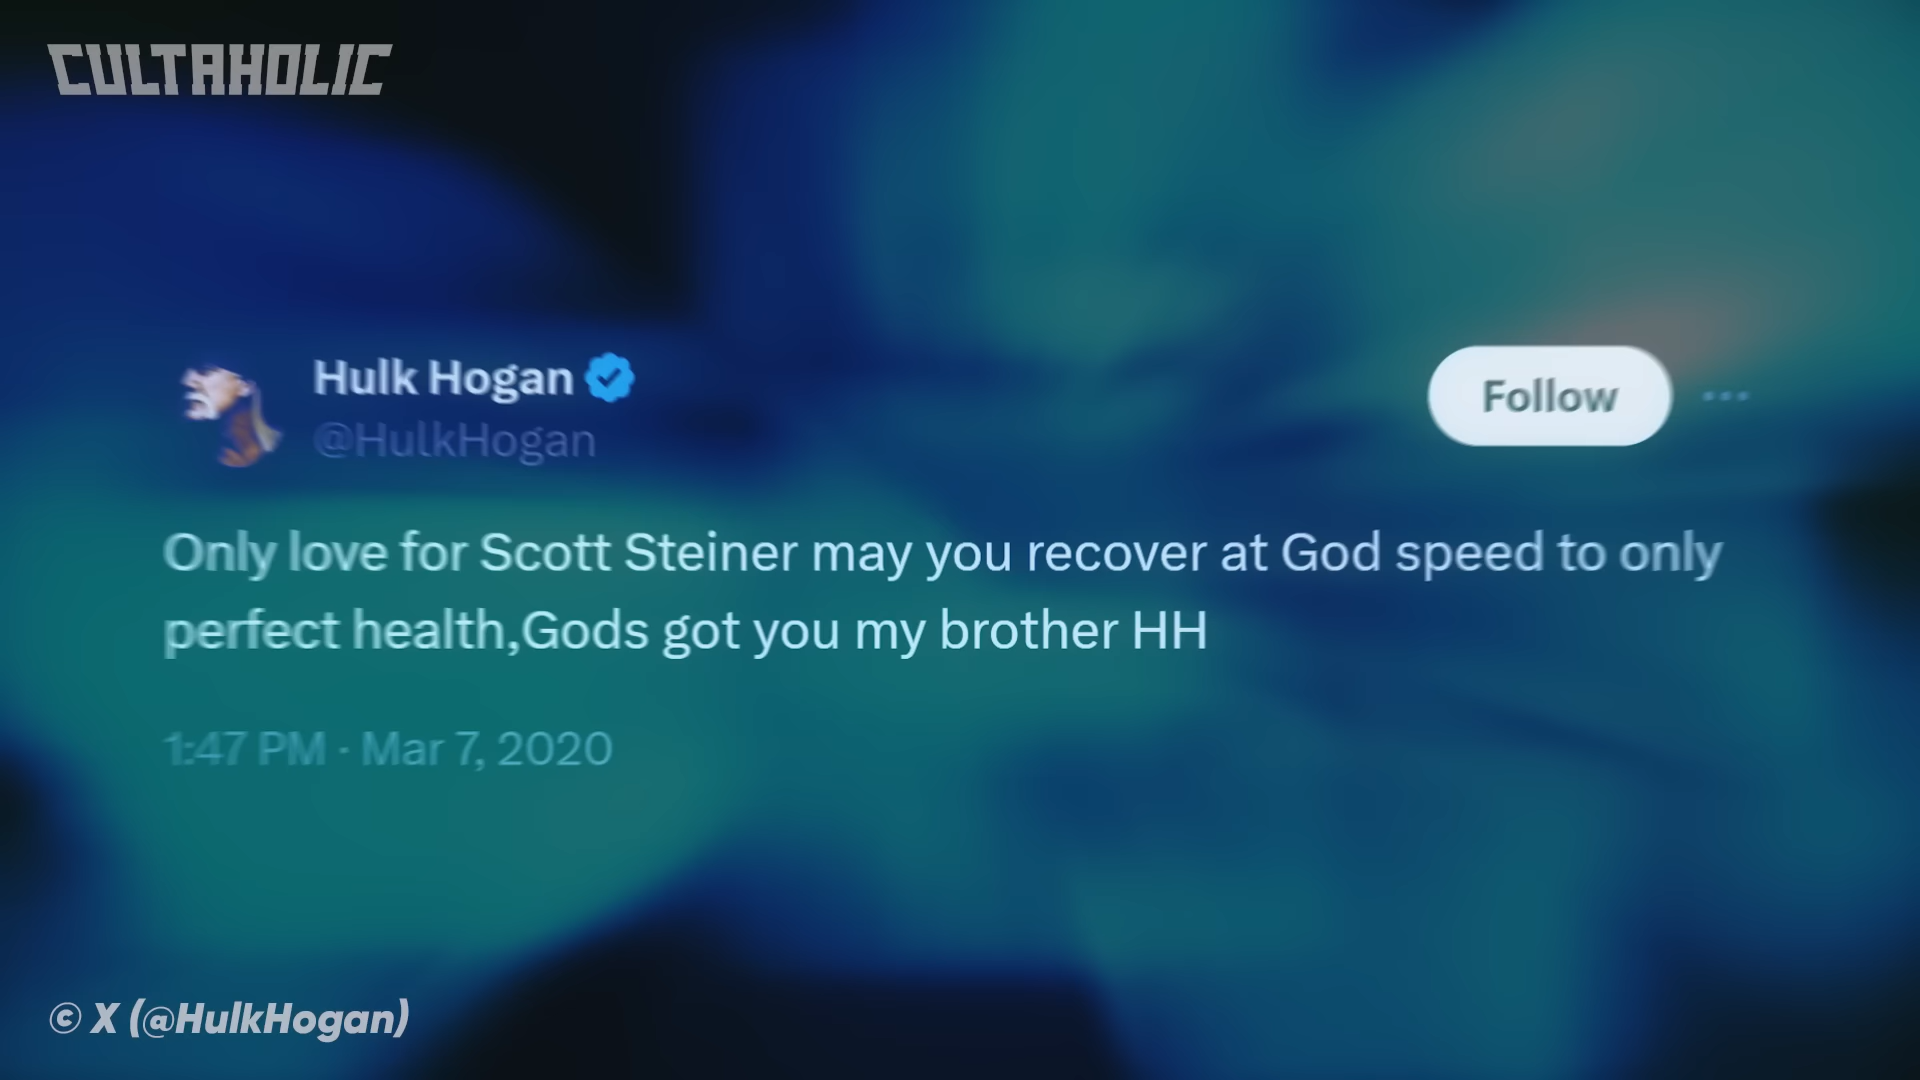 CULTAHOLIC
Hulk Hogan
@HulkHogan
Follow
Only love for Scott Steiner may you recover at God speed to only
perfect health,Gods got you my brother HH
1:47 PM · Mar 7, 2020
© X (@HulkHogan)